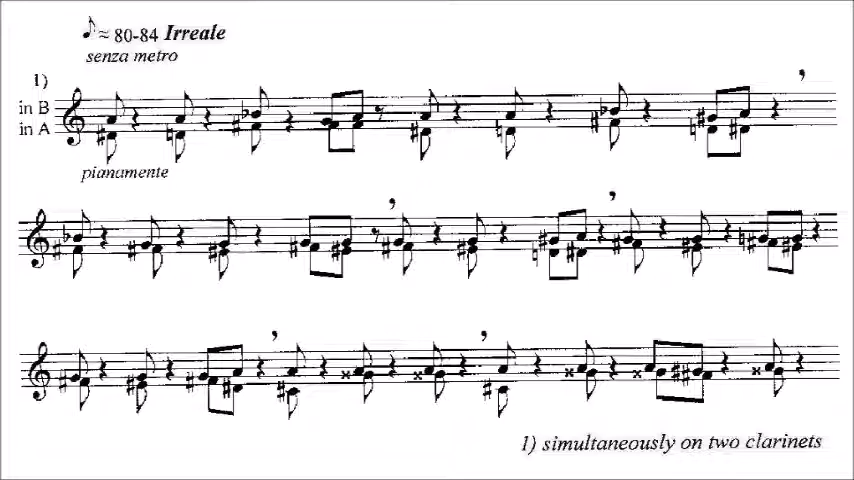 ≈ 80-84 Irreale
senza metro
1)
in B
in A
pianamente
1) simultaneously on two clarinets